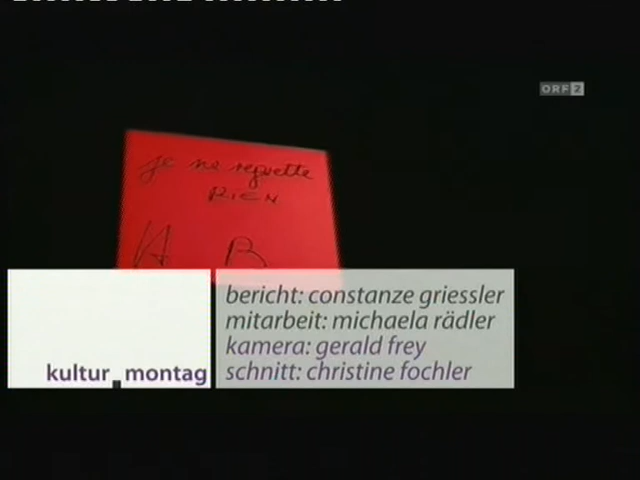 ORF 2
je ne regrette
RIEN
A B
bericht: constanze griessler
mitarbeit: michaela rädler
kamera: gerald frey
schnitt: christine fochler
kultur montag